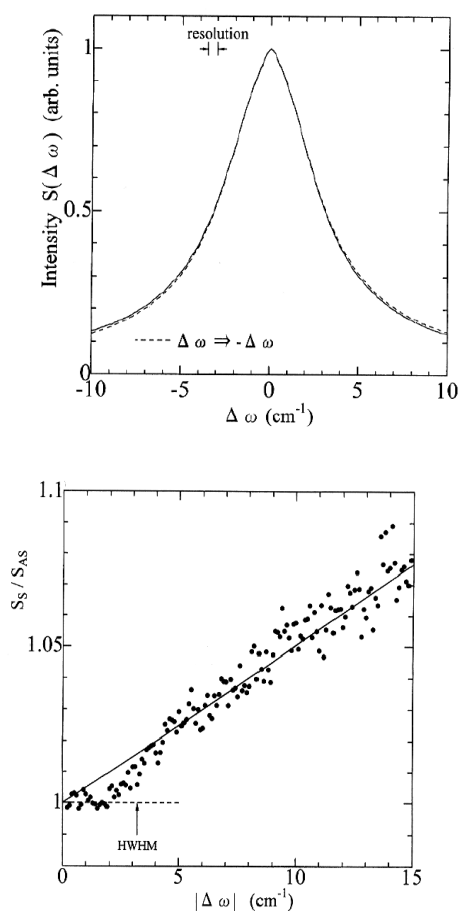 resolution
Intensity S(Δω) (arb. units)
1
0.5
0
Δω ⇒ -Δω
-10 -5 0 5 10
Δω (cm⁻¹)
S_S / S_AS
1.1
1.05
1
HWHM
0 5 10 15
|Δω| (cm⁻¹)